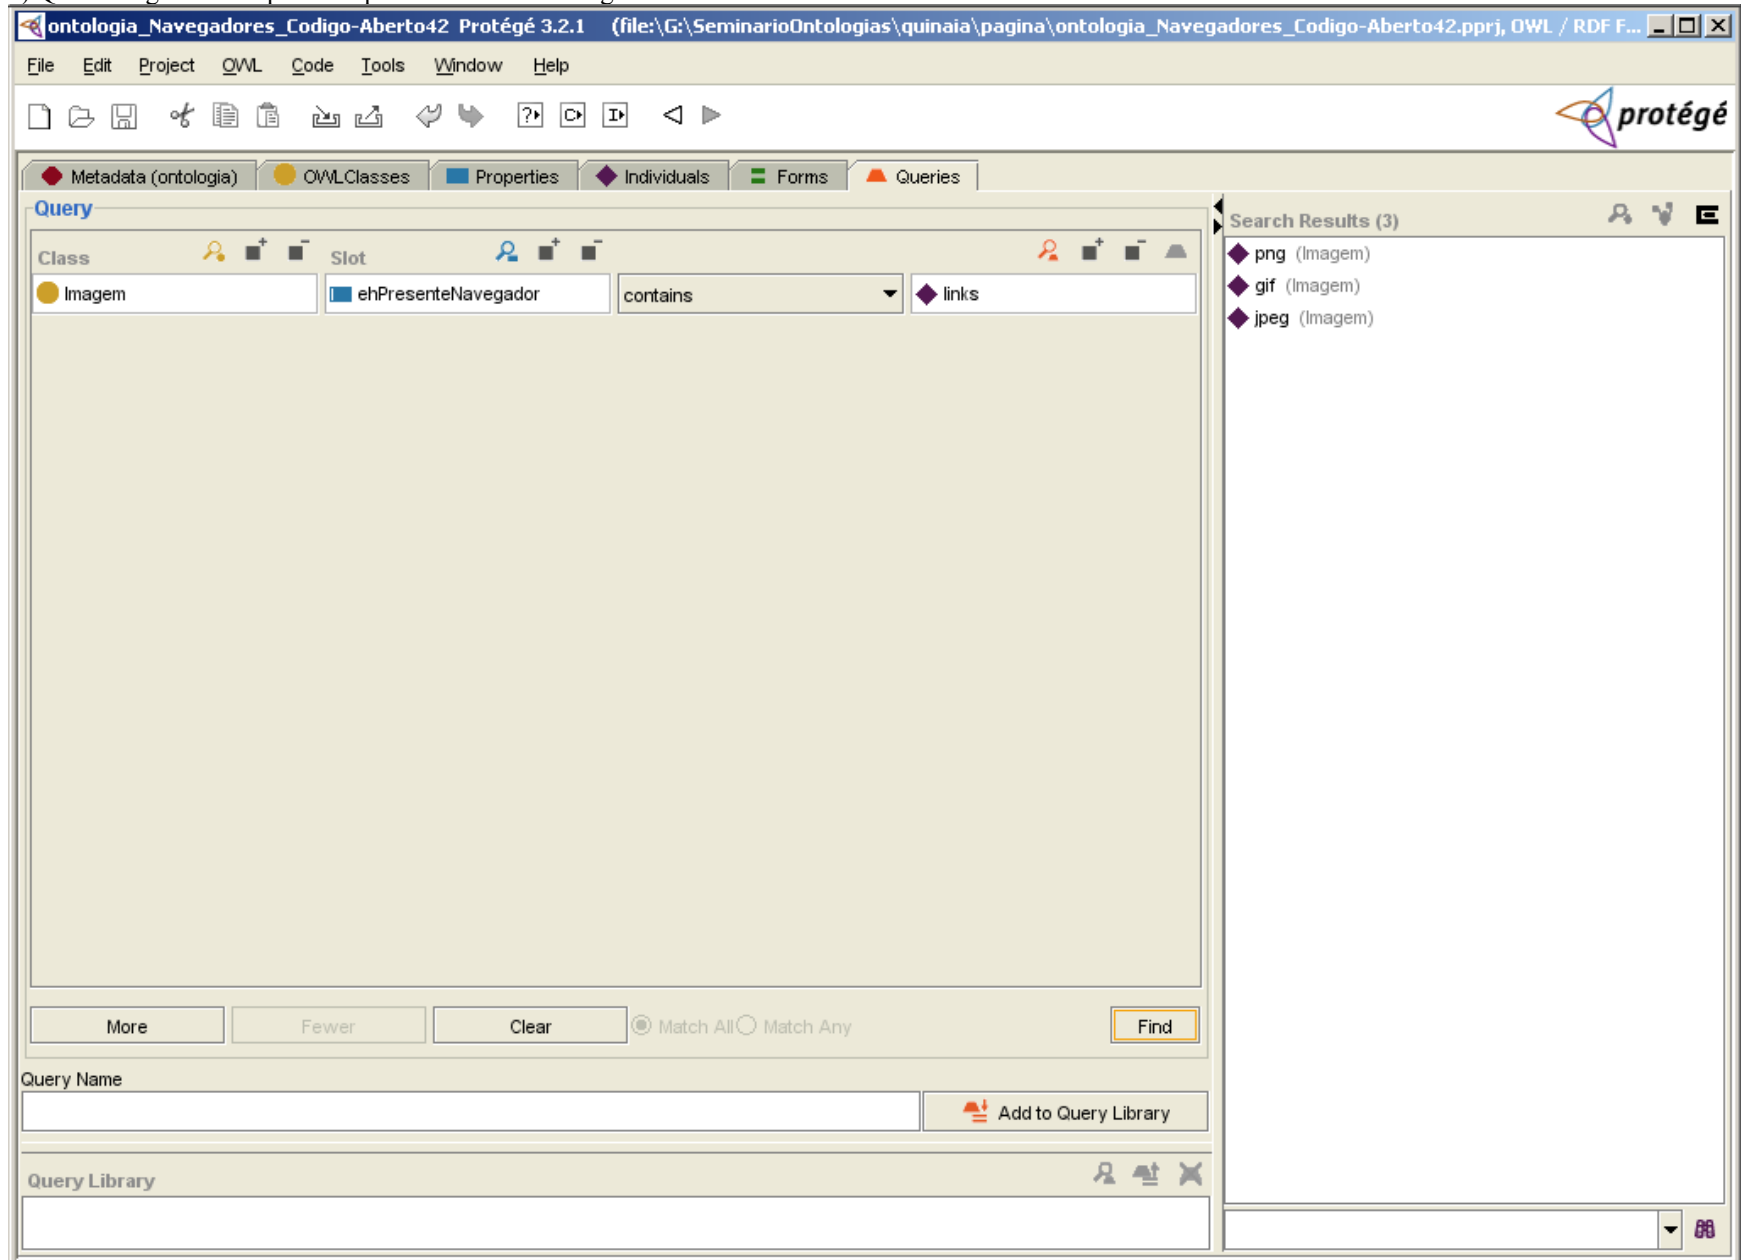 ontologia_Navegadores_Codigo-Aberto42 Protégé 3.2.1 (file:\G:\SeminarioOntologias\quinaia\pagina\ontologia_Navegadores_Codigo-Aberto42.pprj, OWL / RDF F...
File Edit Project OWL Code Tools Window Help
protégé
Metadata (ontologia) OWLClasses Properties Individuals Forms Queries
Query
Class Slot
Imagem ehPresenteNavegador contains links
More Fewer Clear Match All Match Any Find
Query Name
Add to Query Library
Query Library
Search Results (3)
png (Imagem)
gif (Imagem)
jpeg (Imagem)